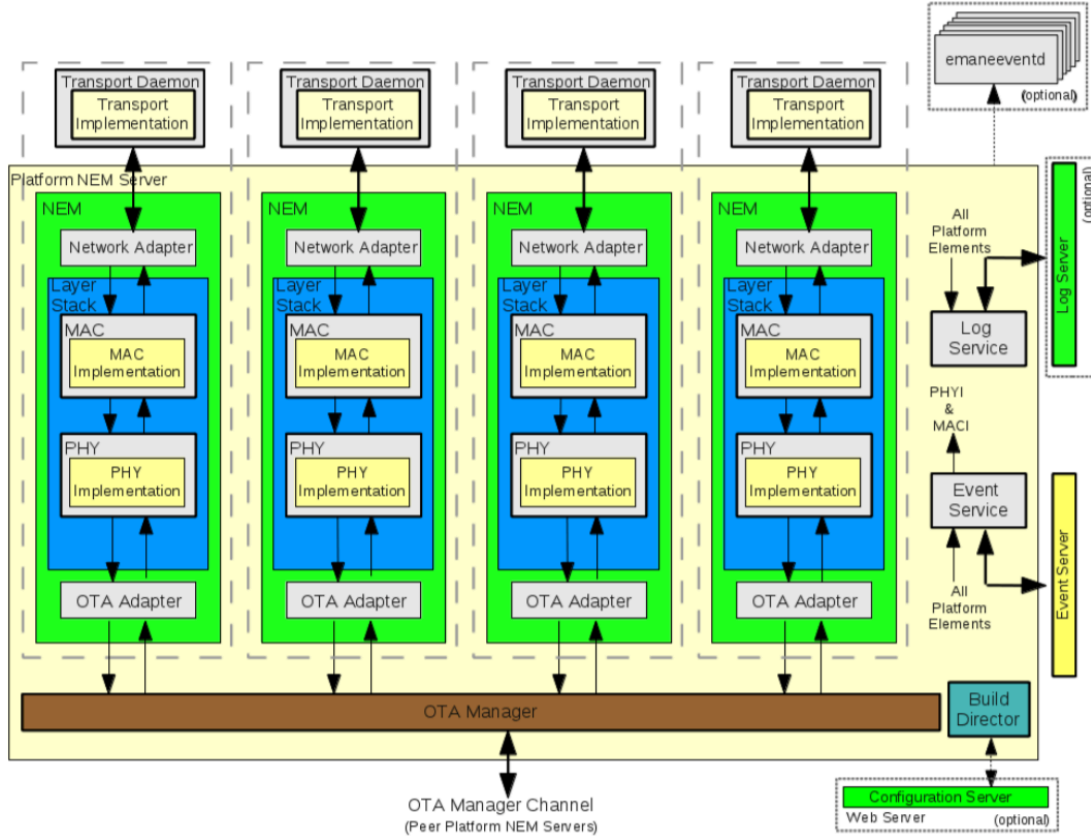 emaneeventd
(optional)
Transport Daemon
Transport
Implementation
Transport Daemon
Transport
Implementation
Transport Daemon
Transport
Implementation
Transport Daemon
Transport
Implementation
Platform NEM Server
NEM
Network Adapter
Layer
Stack
MAC
MAC
Implementation
PHY
PHY
Implementation
OTA Adapter
NEM
Network Adapter
Layer
Stack
MAC
MAC
Implementation
PHY
PHY
Implementation
OTA Adapter
NEM
Network Adapter
Layer
Stack
MAC
MAC
Implementation
PHY
PHY
Implementation
OTA Adapter
NEM
Network Adapter
Layer
Stack
MAC
MAC
Implementation
PHY
PHY
Implementation
OTA Adapter
All
Platform
Elements
Log
Service
Log Server
(optional)
PHYI
&
MACI
Event
Service
All
Platform
Elements
Event Server
OTA Manager
Build
Director
OTA Manager Channel
(Peer Platform NEM Servers)
Configuration Server
Web Server
(optional)